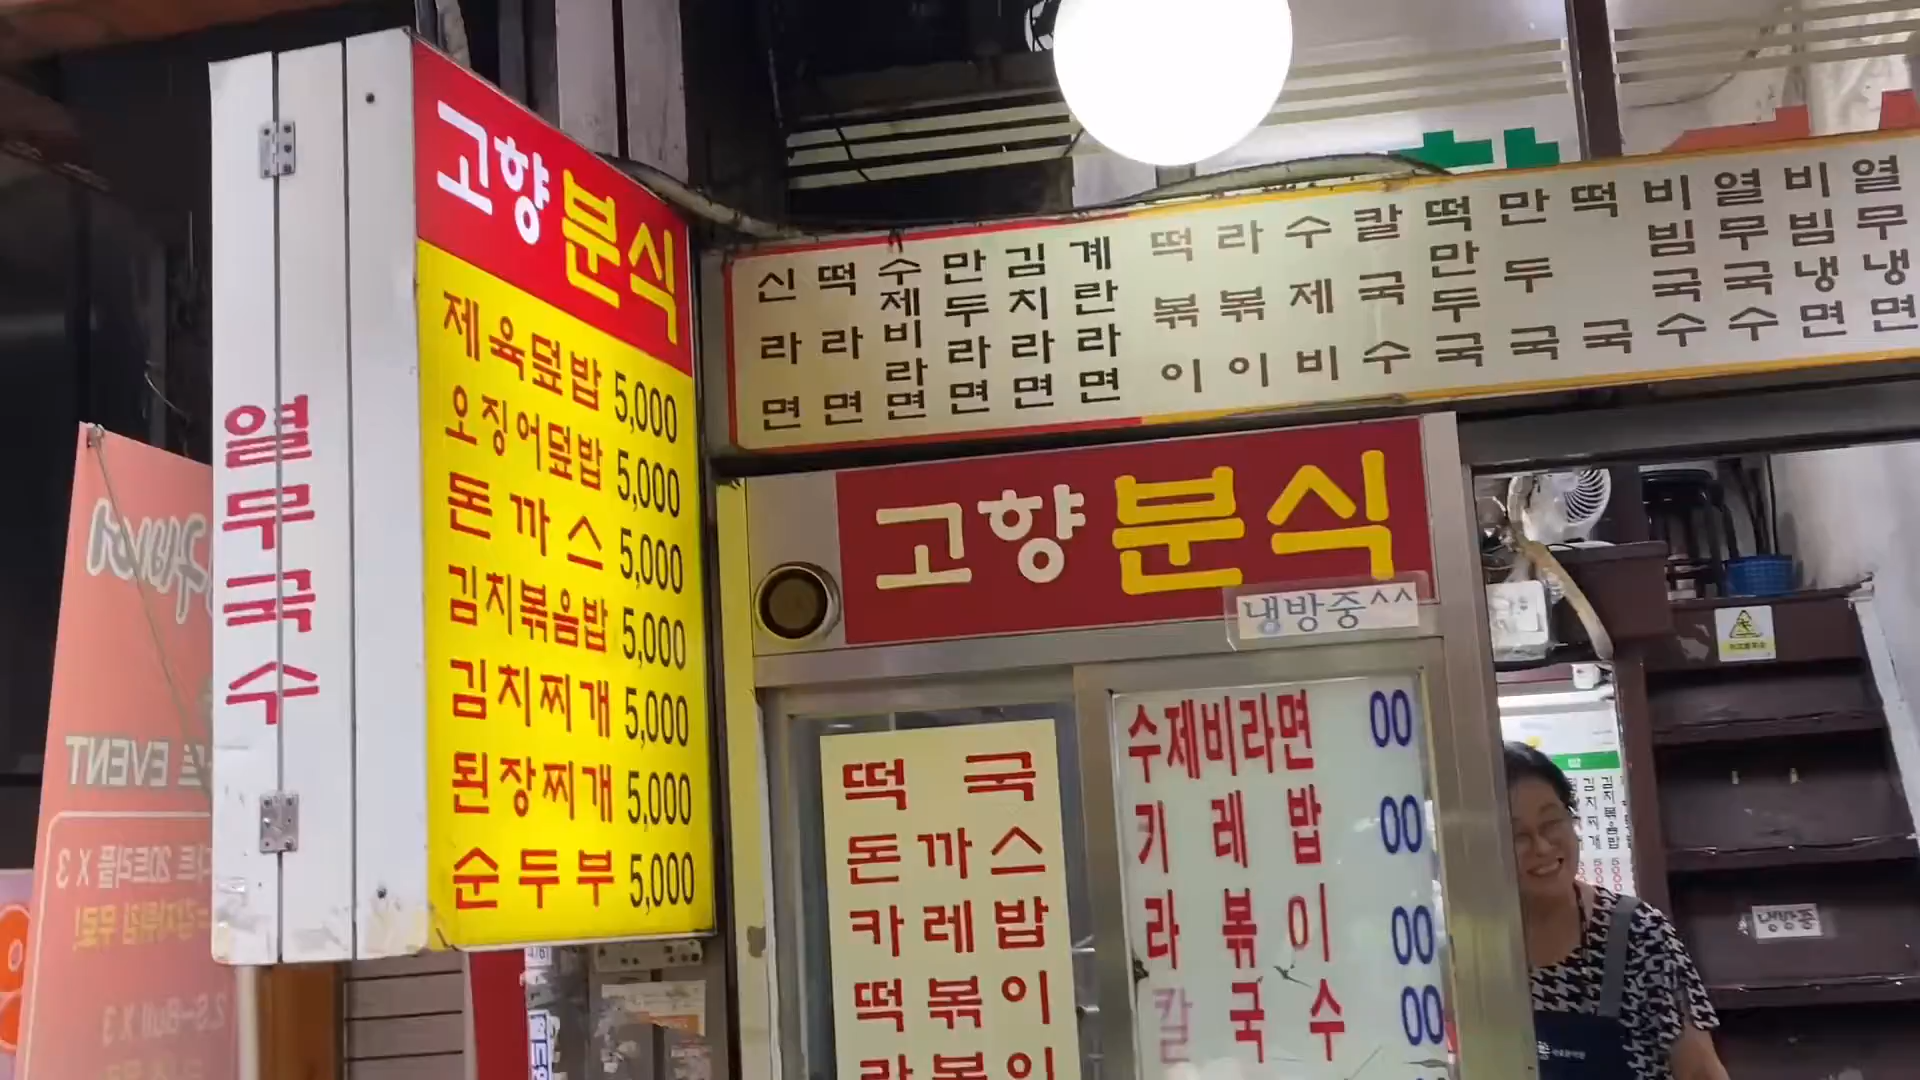 고향분식
제육덮밥 5,000
오징어덮밥 5,000
돈까스 5,000
김치볶음밥 5,000
김치찌개 5,000
된장찌개 5,000
순두부 5,000
열무국수
신라면
떡라면
수제비라면
만두라면
김치라면
계란라면
떡볶이
라볶이
수제비
칼국수
떡만두국
만두국
떡국
비빔국수
열무국수
비빔냉면
열무냉면
고향분식
냉방중^^
떡국
돈까스
카레밥
떡볶이
수제비라면 00
키레밥 00
라볶이 00
칼국수 00
냉방중
EVENT